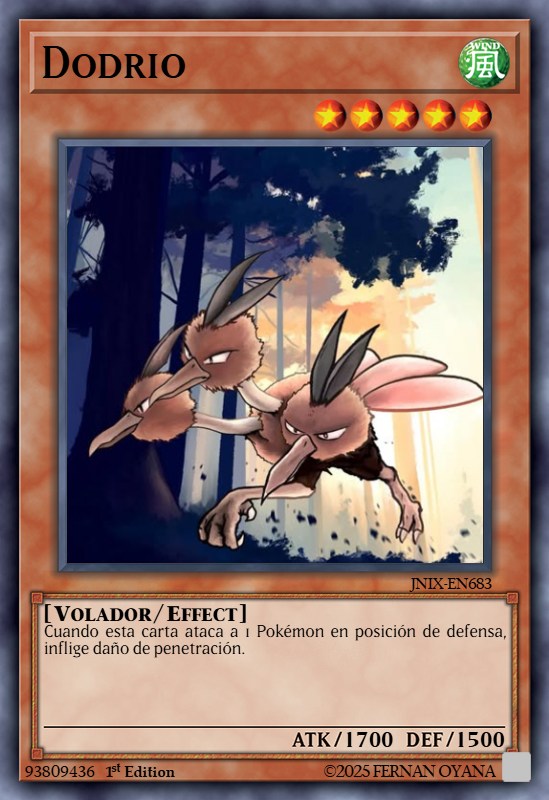 DODRIO
WIND
風
JNIX-EN683
[VOLADOR/EFFECT]
Cuando esta carta ataca a 1 Pokémon en posición de defensa,
inflige daño de penetración.
ATK/1700 DEF/1500
93809436 1st Edition ©2025 FERNAN OYANA